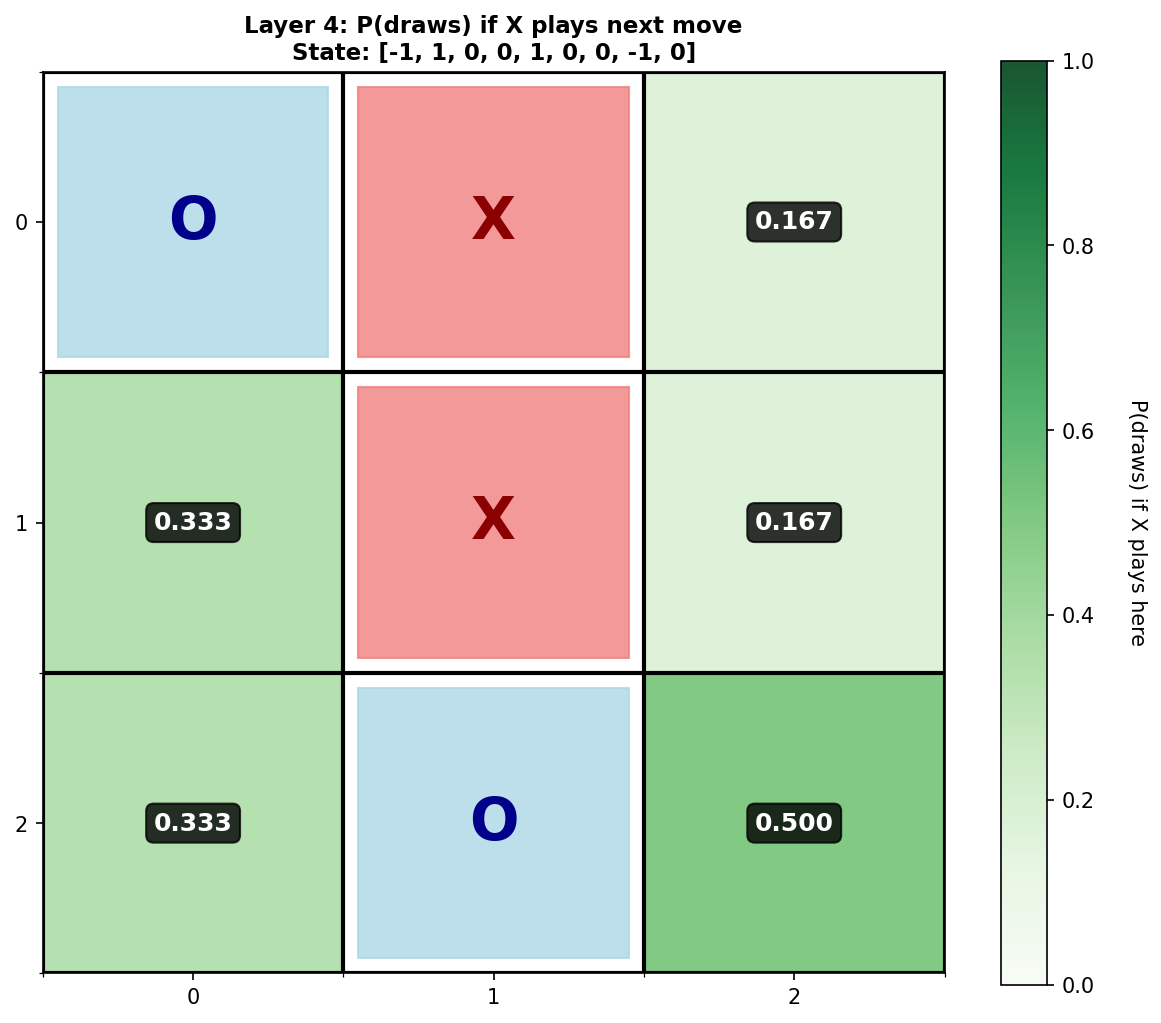 Layer 4: P(draws) if X plays next move
State: [-1, 1, 0, 0, 1, 0, 0, -1, 0]
O
X
0.167
0.333
X
0.167
0.333
O
0.500
0
1
2
0
1
2
1.0
0.8
0.6
0.4
0.2
0.0
P(draws) if X plays here